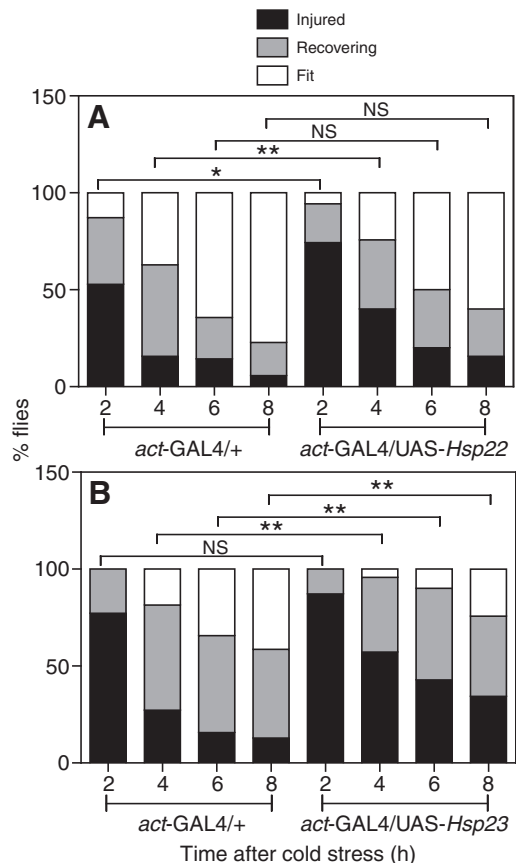 Injured
Recovering
Fit
A
150
NS
NS
**
*
100
50
0
2 4 6 8 2 4 6 8
act-GAL4/+ act-GAL4/UAS-Hsp22
% flies
B
150
**
**
**
NS
100
50
0
2 4 6 8 2 4 6 8
act-GAL4/+ act-GAL4/UAS-Hsp23
Time after cold stress (h)